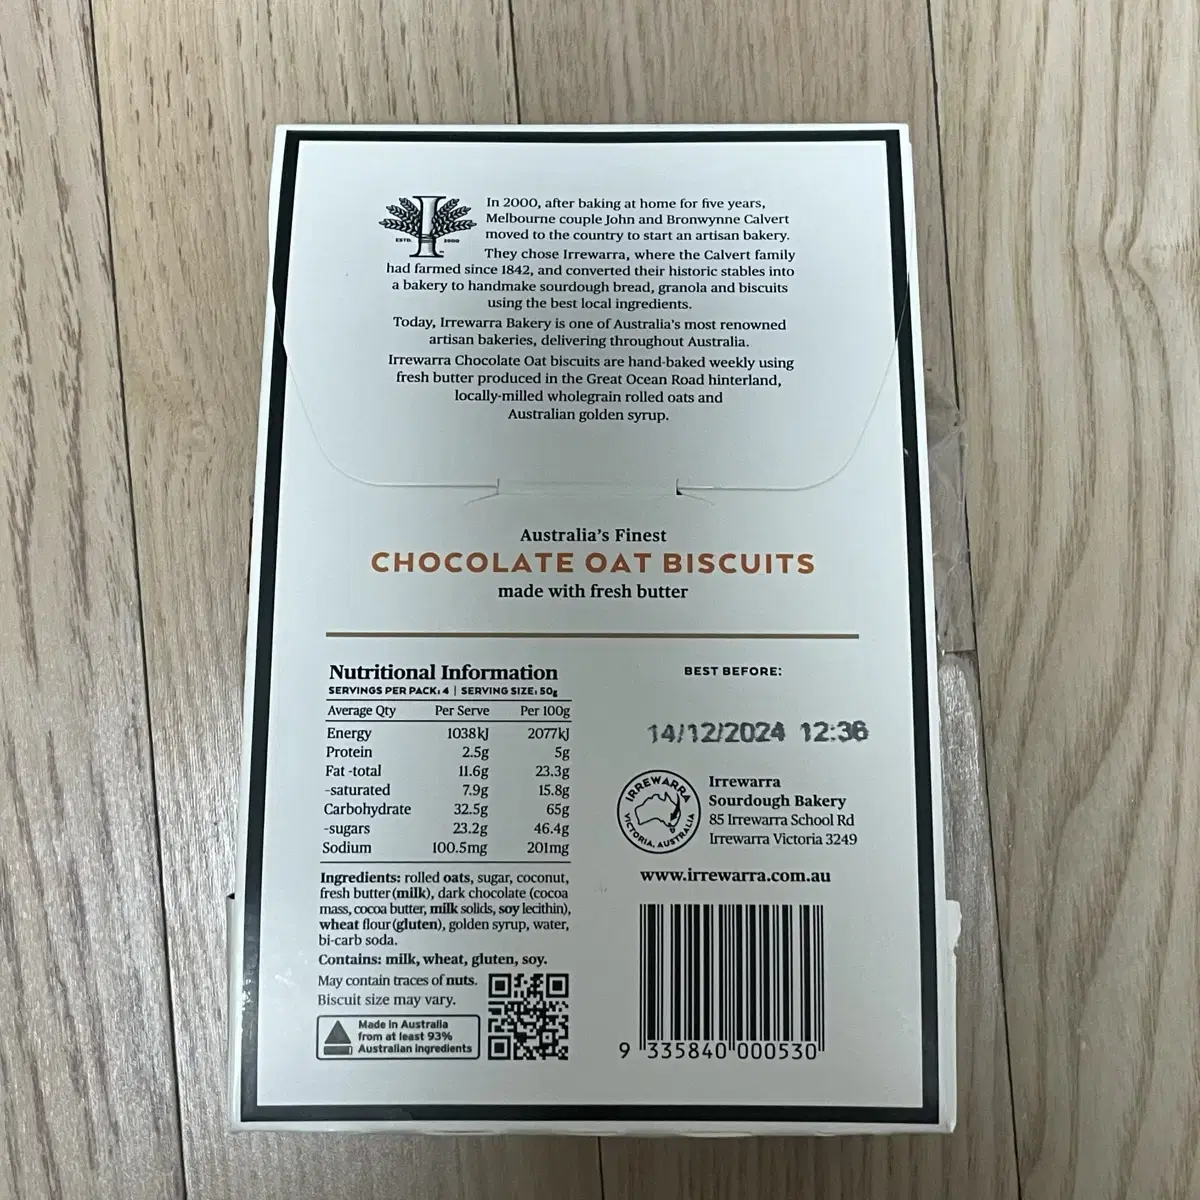 ESTD. 2000
In 2000, after baking at home for five years,
Melbourne couple John and Bronwynne Calvert
moved to the country to start an artisan bakery.
They chose Irrewarra, where the Calvert family
had farmed since 1842, and converted their historic stables into
a bakery to handmake sourdough bread, granola and biscuits
using the best local ingredients.
Today, Irrewarra Bakery is one of Australia's most renowned
artisan bakeries, delivering throughout Australia.
Irrewarra Chocolate Oat biscuits are hand-baked weekly using
fresh butter produced in the Great Ocean Road hinterland,
locally-milled wholegrain rolled oats and
Australian golden syrup.
Australia's Finest
CHOCOLATE OAT BISCUITS
made with fresh butter
Nutritional Information
SERVINGS PER PACK: 4 | SERVING SIZE: 50g
Average Qty Per Serve Per 100g
Energy 1038kJ 2077kJ
Protein 2.5g 5g
Fat -total 11.6g 23.3g
-saturated 7.9g 15.8g
Carbohydrate 32.5g 65g
-sugars 23.2g 46.4g
Sodium 100.5mg 201mg
Ingredients: rolled oats, sugar, coconut,
fresh butter (milk), dark chocolate (cocoa
mass, cocoa butter, milk solids, soy lecithin),
wheat flour (gluten), golden syrup, water,
bi-carb soda.
Contains: milk, wheat, gluten, soy.
May contain traces of nuts.
Biscuit size may vary.
Made in Australia
from at least 93%
Australian ingredients
BEST BEFORE:
14/12/2024 12:36
IRREWARRA
VICTORIA, AUSTRALIA
Irrewarra
Sourdough Bakery
85 Irrewarra School Rd
Irrewarra Victoria 3249
www.irrewarra.com.au
9 335840 000530